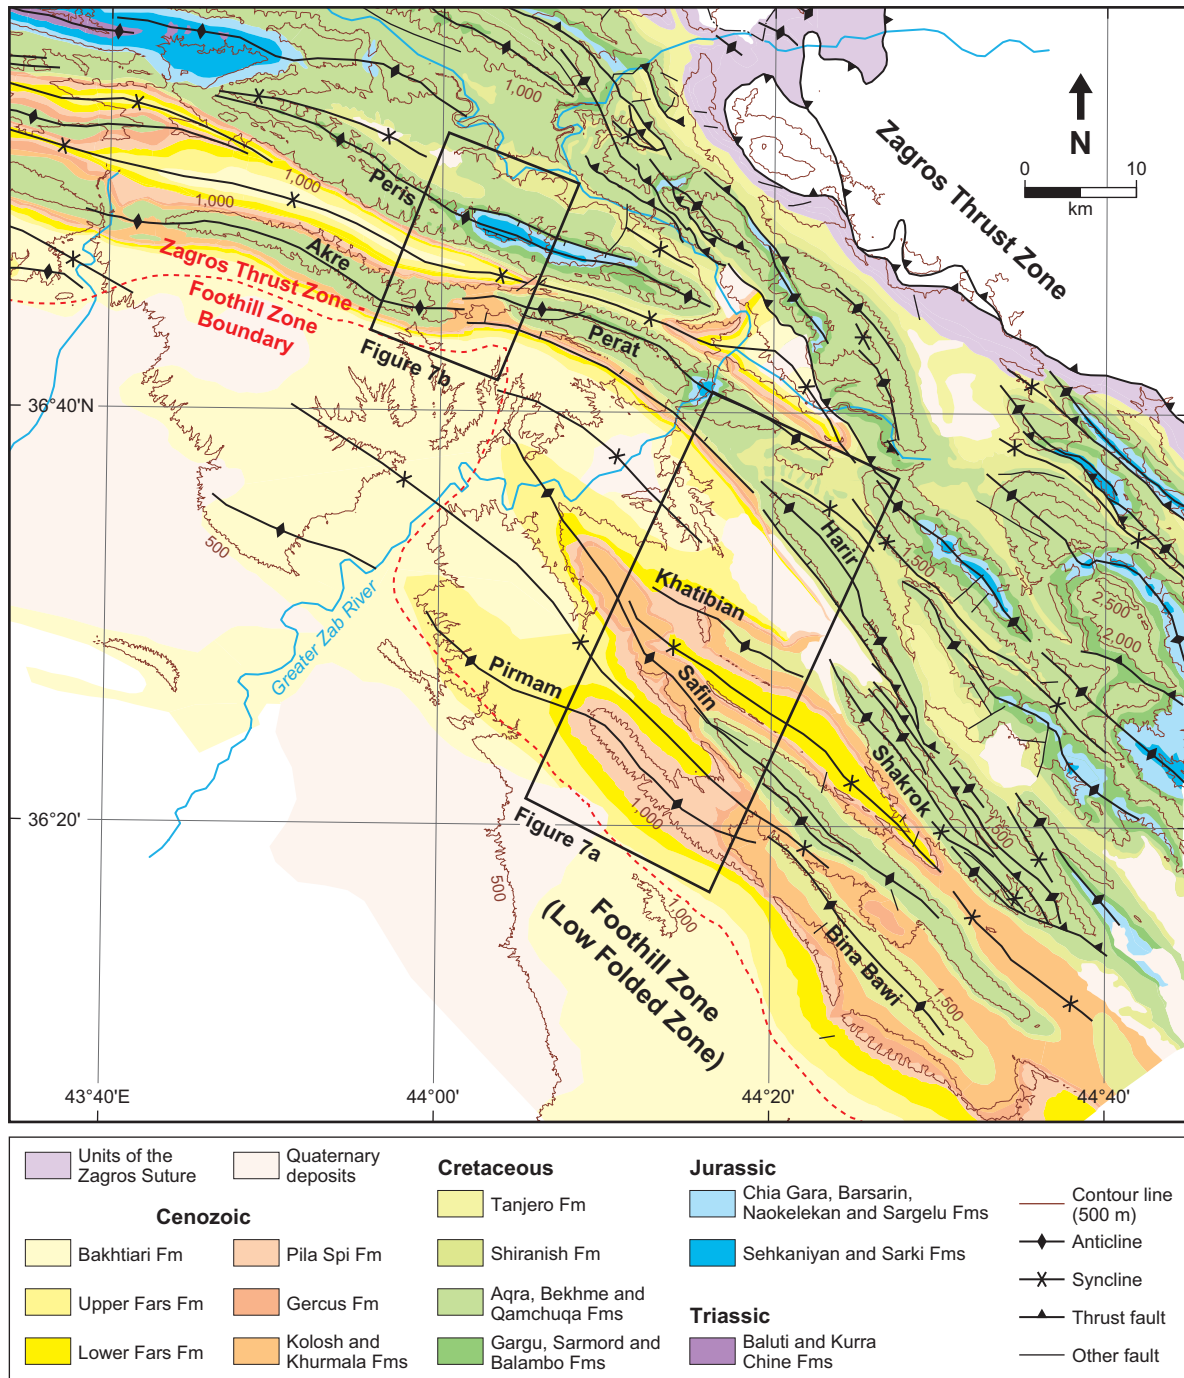 Zagros Thrust Zone
N
0 10
km
1,000
1,000
1,000
Peris
Akre
Zagros Thrust Zone
Foothill Zone
Boundary
Figure 7b
Perat
36°40'N
500
Greater Zab River
Harir
1,500
2,500
2,000
Khatibian
Safin
Pirmam
Shakrok
1,500
1,000
36°20'
Figure 7a
500
1,000
Foothill Zone
(Low Folded Zone)
Bina Bawi
1,500
43°40'E
44°00'
44°20'
44°40'
Units of the
Zagros Suture
Quaternary
deposits
Cenozoic
Bakhtiari Fm
Upper Fars Fm
Lower Fars Fm
Pila Spi Fm
Gercus Fm
Kolosh and
Khurmala Fms
Cretaceous
Tanjero Fm
Shiranish Fm
Aqra, Bekhme and
Qamchuqa Fms
Gargu, Sarmord and
Balambo Fms
Jurassic
Chia Gara, Barsarin,
Naokelekan and Sargelu Fms
Sehkaniyan and Sarki Fms
Triassic
Baluti and Kurra
Chine Fms
Contour line
(500 m)
Anticline
Syncline
Thrust fault
Other fault